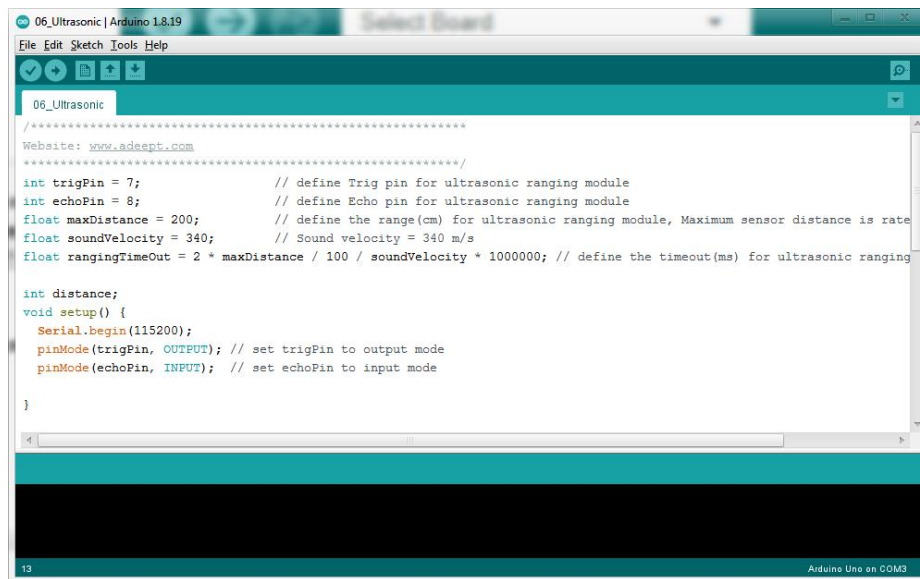 06_Ultrasonic | Arduino 1.8.19
Select Board
File Edit Sketch Tools Help
06_Ultrasonic
/***********************************************************
Website: www.adeept.com
***********************************************************/
int trigPin = 7; // define Trig pin for ultrasonic ranging module
int echoPin = 8; // define Echo pin for ultrasonic ranging module
float maxDistance = 200; // define the range(cm) for ultrasonic ranging module, Maximum sensor distance is rate
float soundVelocity = 340; // Sound velocity = 340 m/s
float rangingTimeOut = 2 * maxDistance / 100 / soundVelocity * 1000000; // define the timeout(ms) for ultrasonic ranging
int distance;
void setup() {
Serial.begin(115200);
pinMode(trigPin, OUTPUT); // set trigPin to output mode
pinMode(echoPin, INPUT); // set echoPin to input mode
}
13
Arduino Uno on COM3